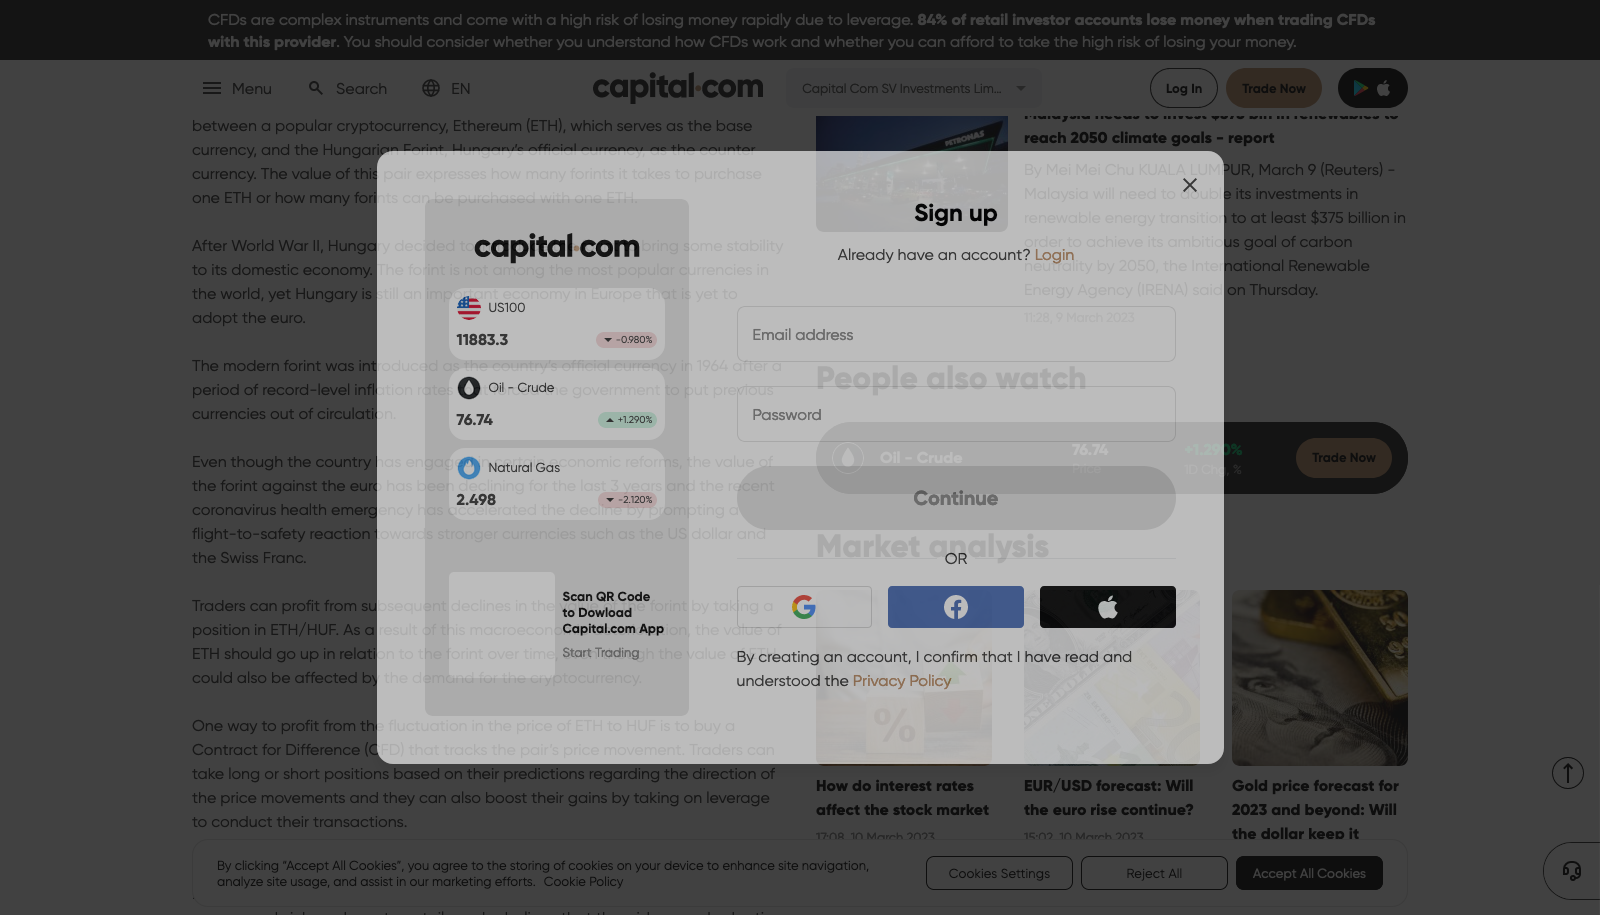 CFDs are complex instruments and come with a high risk of losing money rapidly due to leverage. 84% of retail investor accounts lose money when trading CFDs
with this provider. You should consider whether you understand how CFDs work and whether you can afford to take the high risk of losing your money.
Menu
Search
EN
capital.com
Capital Com SV Investments Lim...
Log In
Trade Now
between a popular cryptocurrency, Ethereum (ETH), which serves as the base
currency, and the Hungarian Forint, Hungary's official currency, as the counter
currency. The value of this pair expresses how many forints it takes to purchase
one ETH or how many forints can be purchased with one ETH.
After World War II, Hungary decided to bring some stability
to its domestic economy. The forint is not among the most popular currencies in
the world, yet Hungary is still an important economy in Europe that is yet to
adopt the euro.
The modern forint was introduced as the country's official currency in 1964 after a
period of record-level inflation rates that forced the government to put previous
currencies out of circulation.
Even though the country has engaged in certain economic reforms, the value of
the forint against the euro has been declining for the last 3 years and the recent
coronavirus health emergency has accelerated the decline by prompting a
flight-to-safety reaction towards stronger currencies such as the US dollar and
the Swiss Franc.
Traders can profit from subsequent declines in the value of the forint by taking a
position in ETH/HUF. As a result of this macroeconomic situation, the value of
ETH should go up in relation to the forint over time, even though the value of ETH
could also be affected by the demand for the cryptocurrency.
One way to profit from the fluctuation in the price of ETH to HUF is to buy a
Contract for Difference (CFD) that tracks the pair's price movement. Traders can
take long or short positions based on their predictions regarding the direction of
the price movements and they can also boost their gains by taking on leverage
to conduct their transactions.
PETRONAS
Malaysia needs to invest $375 bln in renewables to
reach 2050 climate goals - report
By Mei Mei Chu KUALA LUMPUR, March 9 (Reuters) -
Malaysia will need to double its investments in
renewable energy transition to at least $375 billion in
order to achieve its ambitious goal of carbon
neutrality by 2050, the International Renewable
Energy Agency (IRENA) said on Thursday.
11:28, 9 March 2023
People also watch
Oil - Crude
76.74
Price
+1.290%
1D Chg, %
Trade Now
Market analysis
%
How do interest rates
affect the stock market
17:08, 10 March 2023
EUR/USD forecast: Will
the euro rise continue?
15:02, 10 March 2023
Gold price forecast for
2023 and beyond: Will
the dollar keep it
capital.com
US100
11883.3
-0.980%
Oil - Crude
76.74
+1.290%
Natural Gas
2.498
-2.120%
Scan QR Code
to Dowload
Capital.com App
Start Trading
Sign up
Already have an account? Login
Email address
Password
Continue
OR
By creating an account, I confirm that I have read and
understood the Privacy Policy
By clicking "Accept All Cookies", you agree to the storing of cookies on your device to enhance site navigation,
analyze site usage, and assist in our marketing efforts. Cookie Policy
Cookies Settings
Reject All
Accept All Cookies